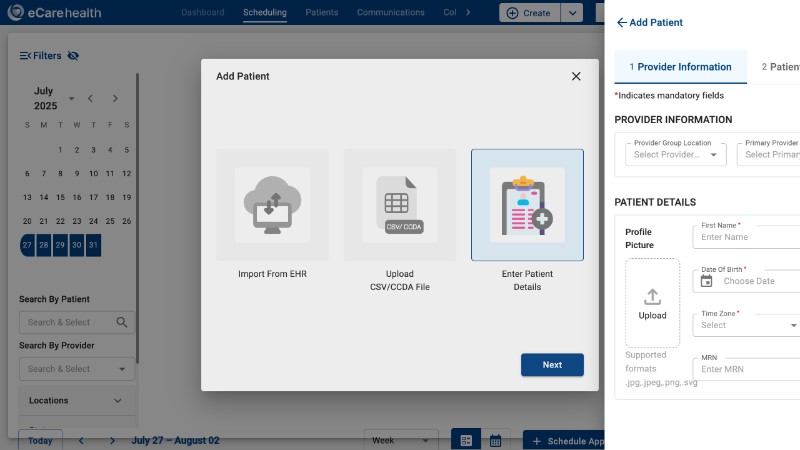 eCarehealth
Dashboard
Scheduling
Patients
Communications
Col
Create
Filters
July
2025
S M T W T F S
1 2 3 4 5
6 7 8 9 10 11 12
13 14 15 16 17 18 19
20 21 22 23 24 25 26
27 28 29 30 31
Search By Patient
Search & Select
Search By Provider
Search & Select
Locations
Today
July 27 – August 02
Week
Schedule App
Add Patient
CSV/ CCDA
Import From EHR
Upload
CSV/CCDA File
Enter Patient
Details
Next
Add Patient
1 Provider Information
2 Patien
*Indicates mandatory fields
PROVIDER INFORMATION
Provider Group Location
Select Provider...
Primary Provider
Select Primary
PATIENT DETAILS
Profile
Picture
Upload
Supported
formats
.jpg,.jpeg,.png,.svg
First Name *
Enter Name
Date Of Birth *
Choose Date
Time Zone *
Select
MRN
Enter MRN